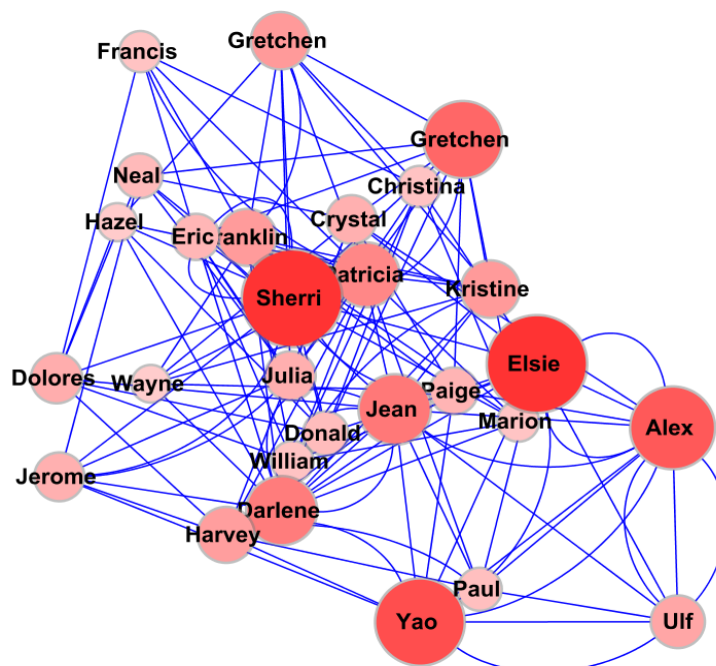 Francis
Gretchen
Gretchen
Neal
Christina
Hazel
Crystal
Eric
ranklin
Patricia
Sherri
Kristine
Elsie
Dolores
Wayne
Julia
Paige
Jean
Marion
Alex
Donald
William
Jerome
Darlene
Harvey
Paul
Yao
Ulf